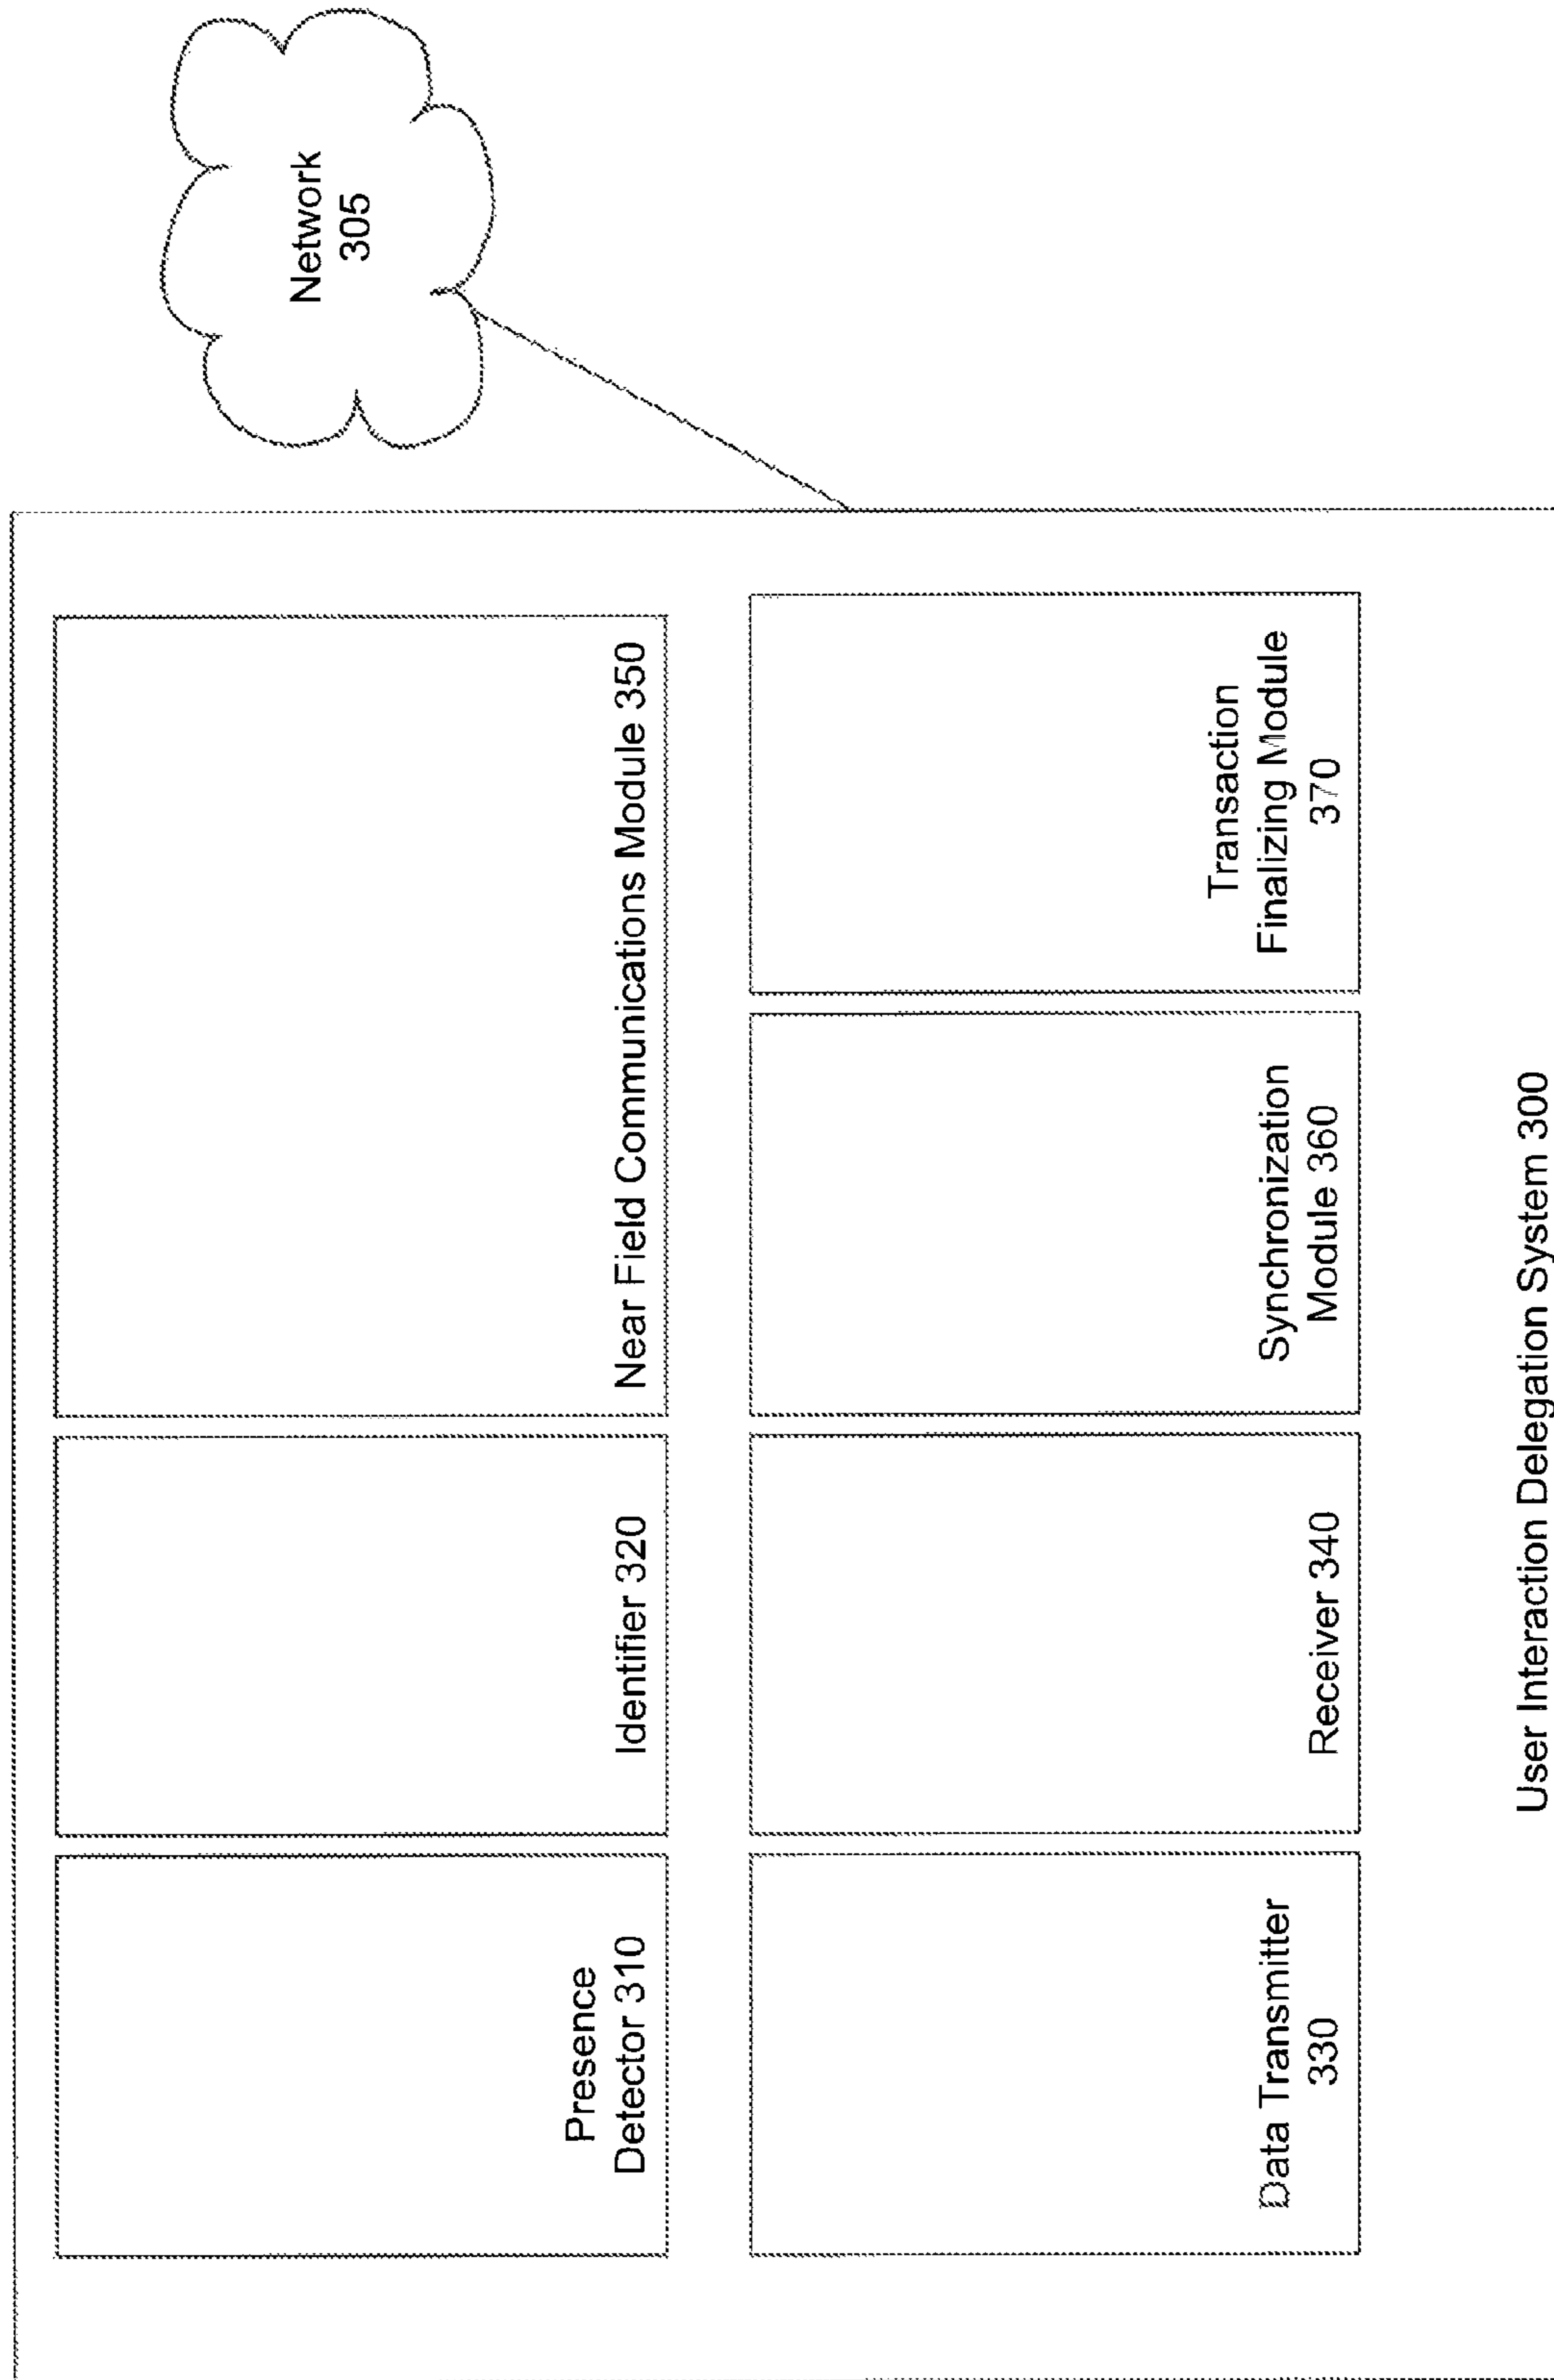 Presence
Detector 310
Identifier 320
Near Field Communications Module 350
Data Transmitter
330
Receiver 340
Synchronization
Module 360
Transaction
Finalizing Module
370
User Interaction Delegation System 300
Network
305